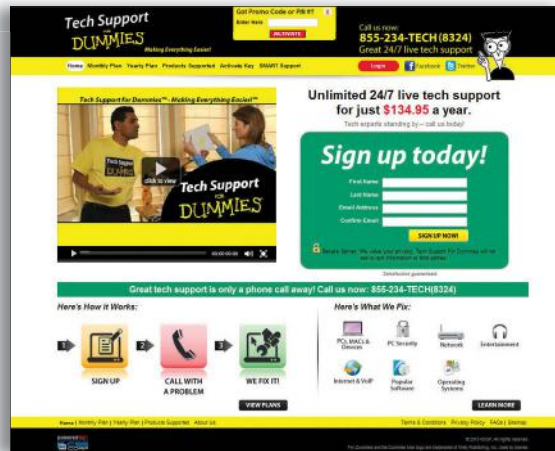 Tech Support
FOR
DUMMIES
Making Everything Easier!
Got Promo Code or PIN #?
Enter Here
ACTIVATE
Call us now:
855-234-TECH(8324)
Great 24/7 live tech support
Home Monthly Plan Yearly Plan Products Supported Activate Key SMART Support
Login Facebook Twitter
Tech Support for Dummies™- Making Everything Easier!™
Tech Support
click to view
Tech Support
FOR
DUMMIES
00:00:00:00
Unlimited 24/7 live tech support
for just $134.95 a year.
Tech experts standing by – call us today!
Sign up today!
First Name
Last Name
Email Address
Confirm Email
SIGN UP NOW!
Satisfaction guaranteed.
Great tech support is only a phone call away! Call us now: 855-234-TECH(8324)
Here's How it Works:
1 2 3
SIGN UP
CALL WITH
A PROBLEM
WE FIX IT!
VIEW PLANS
Here's What We Fix:
PCs, MACs &
Devices
PC Security
Network
Entertainment
Internet & VoIP
Popular
Software
Operating
Systems
LEARN MORE
Home | Monthly Plan | Yearly Plan | Products Supported About Us
Terms & Conditions Privacy Policy FAQs | Sitemap